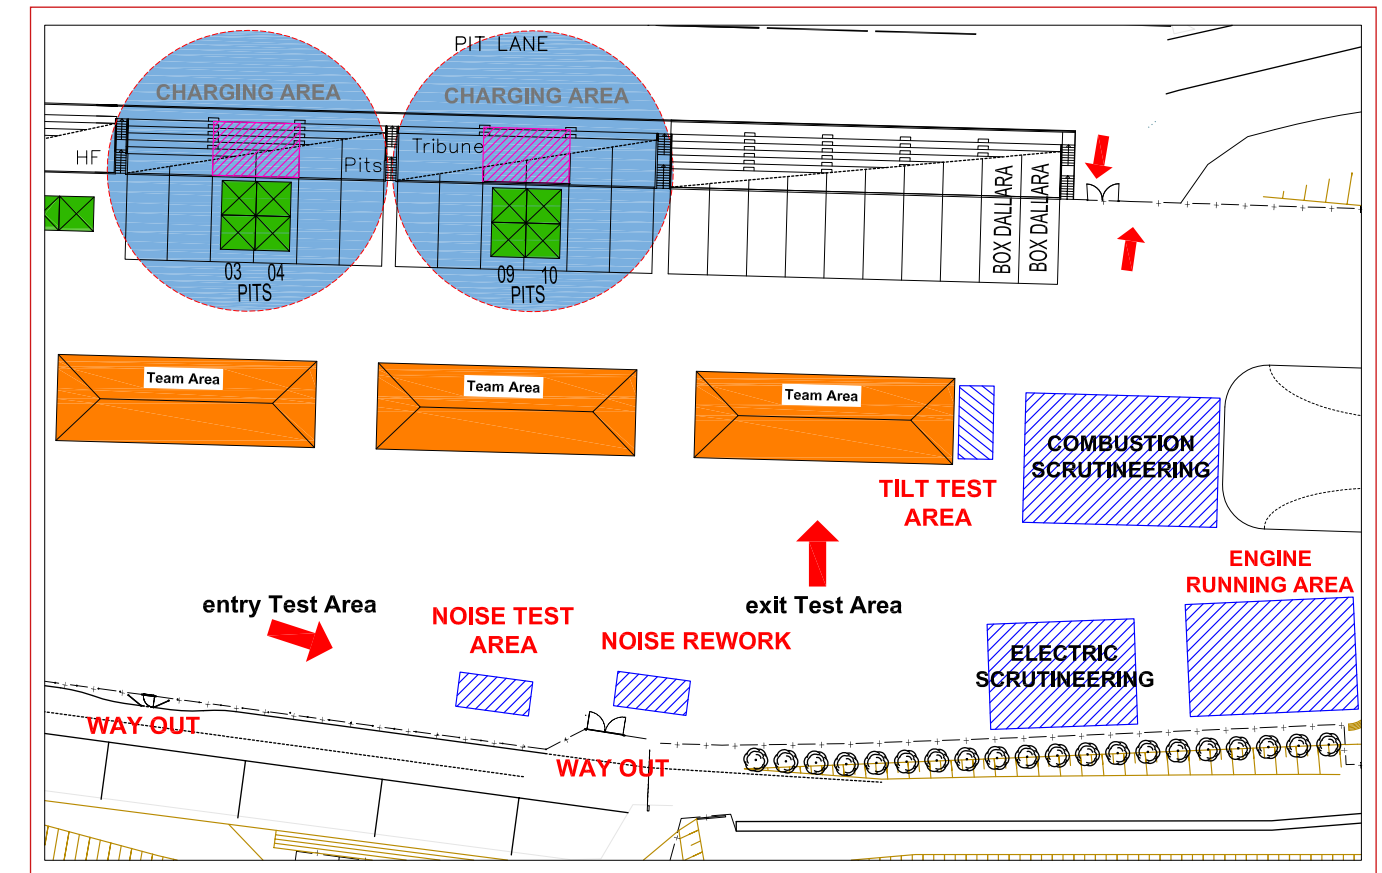 PIT LANE
CHARGING AREA
CHARGING AREA
HF
Pits
Tribune
BOX DALLARA
BOX DALLARA
03 04
PITS
09 10
PITS
Team Area
Team Area
Team Area
COMBUSTION
SCRUTINEERING
TILT TEST
AREA
ENGINE
RUNNING AREA
entry Test Area
exit Test Area
NOISE TEST
AREA
NOISE REWORK
ELECTRIC
SCRUTINEERING
WAY OUT
WAY OUT